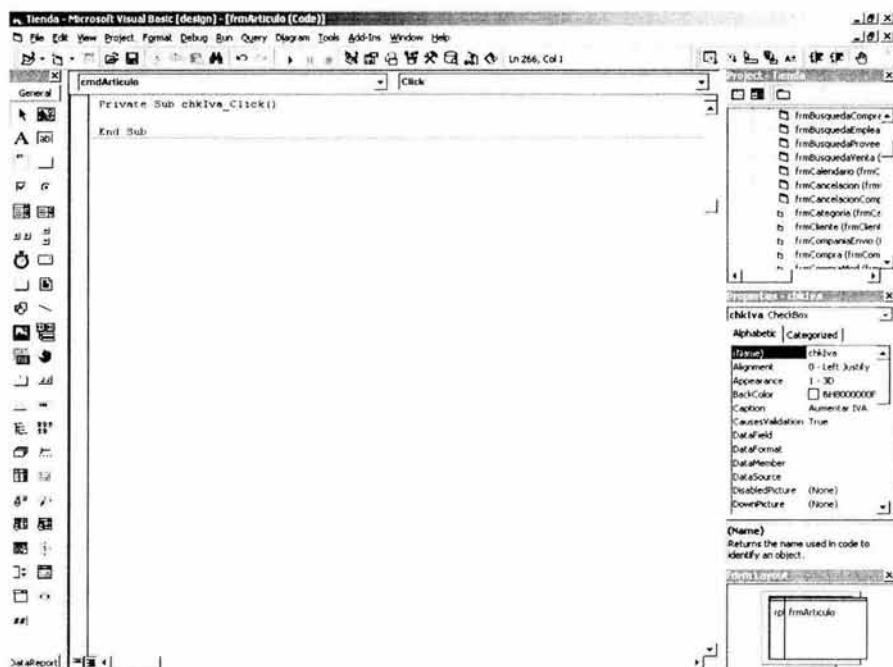 Tienda - Microsoft Visual Basic [design] - [frmArticulo (Code)]
File Edit View Project Format Debug Run Query Diagram Tools Add-Ins Window Help
Ln 266, Col 1
General
cmdArticulo
Click
Private Sub chkIva_Click()
End Sub
DataReport
Project - Tienda
frmBusquedaCompra
frmBusquedaEmplea
frmBusquedaProvee
frmBusquedaVenta (
frmCalendario (frmC
frmCancelacion (frm
frmCancelacionComp
frmCategoria (frmCa
frmCliente (frmClient
frmCompaniaEnvio (f
frmCompra (frmCom
Properties - chkIva
chkIva CheckBox
Alphabetic Categorized
(Name) chkIva
Alignment 0 - Left Justify
Appearance 1 - 3D
BackColor &H8000000F
Caption Aumentar IVA
CausesValidation True
DataField
DataFormat
DataMember
DataSource
DisabledPicture (None)
DownPicture (None)
(Name)
Returns the name used in code to
identify an object.
Form Layout
frmArticulo